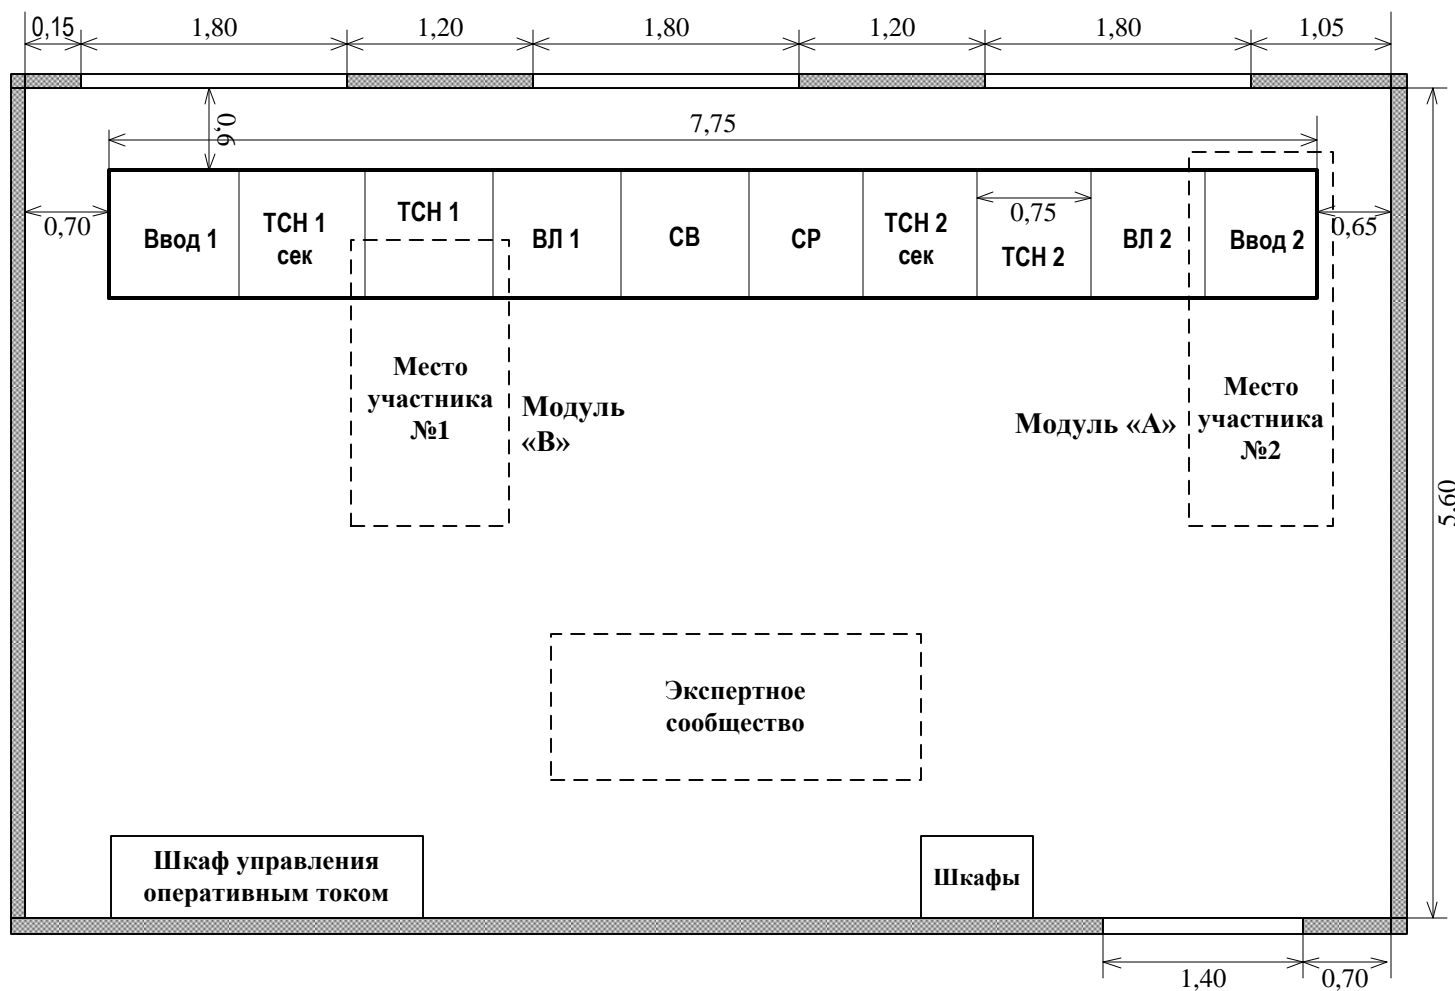 0,15
1,80
1,20
1,80
1,20
1,80
1,05
0,6
7,75
0,70
Ввод 1
ТСН 1
сек
ТСН 1
ВЛ 1
СВ
СР
ТСН 2
сек
0,75
ТСН 2
ВЛ 2
Ввод 2
0,65
Место
участника
№1
Модуль
«В»
Модуль «А»
Место
участника
№2
5,60
Экспертное
сообщество
Шкаф управления
оперативным током
Шкафы
1,40
0,70